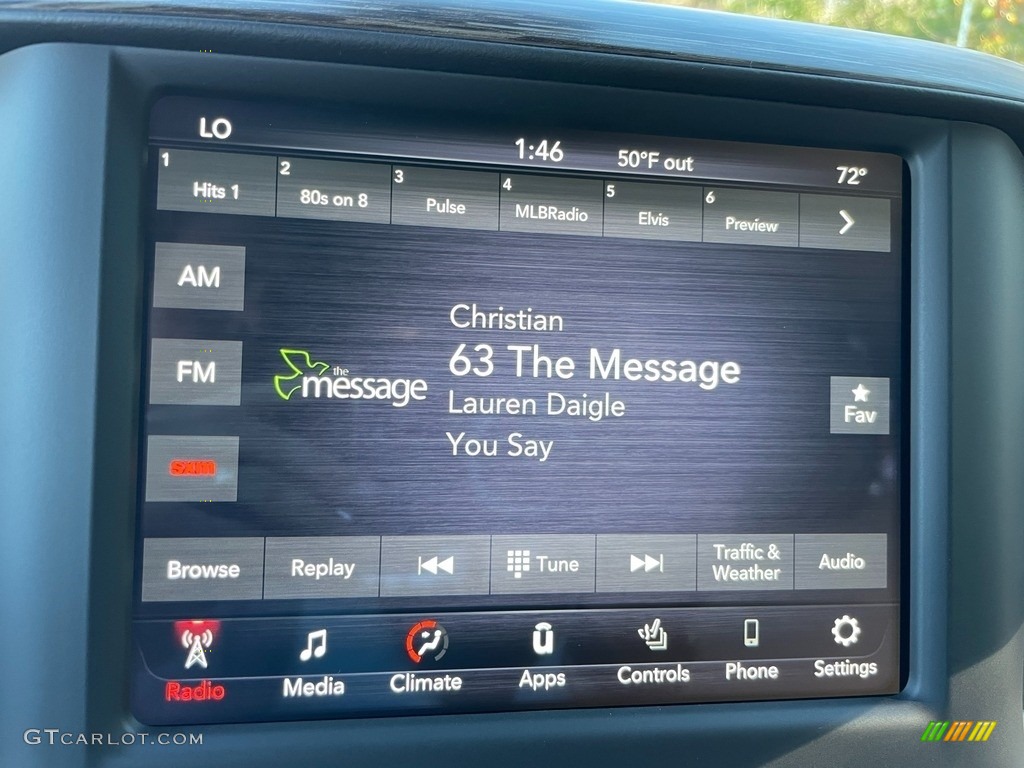 LO
1:46
50°F out
72°
1 Hits 1
2 80s on 8
3 Pulse
4 MLBRadio
5 Elvis
6 Preview
AM
FM
sxm
the
message
Christian
63 The Message
Lauren Daigle
You Say
Fav
Browse
Replay
Tune
Traffic &
Weather
Audio
Radio
Media
Climate
Apps
Controls
Phone
Settings
GTCARLOT.COM